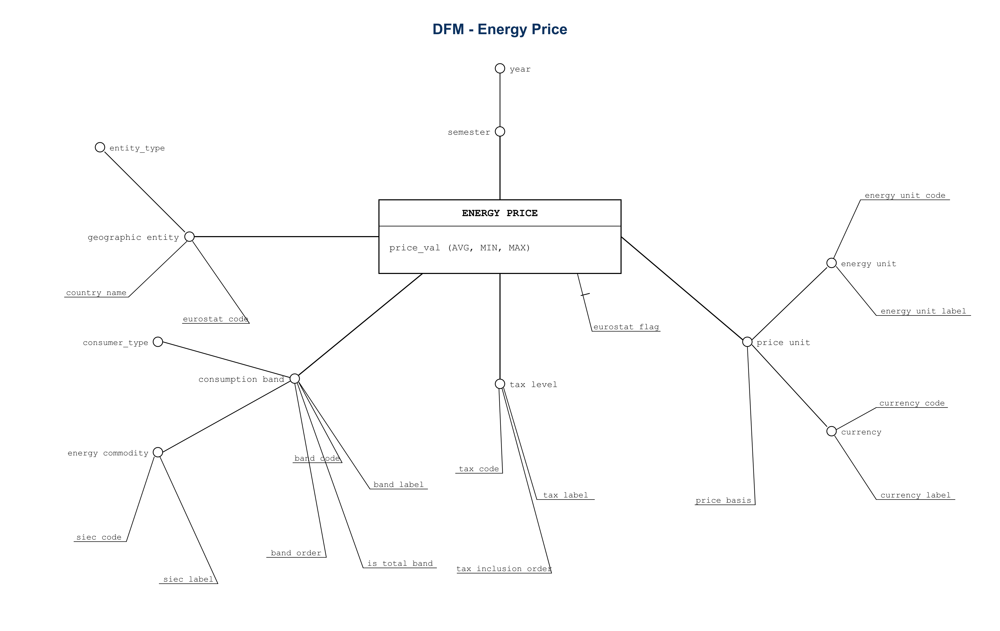 DFM - Energy Price
year
semester
entity_type
energy unit code
ENERGY PRICE
geographic entity
price_val (AVG, MIN, MAX)
energy unit
country name
energy unit label
eurostat code
eurostat flag
consumer_type
price unit
consumption band
tax level
currency code
currency
energy commodity
band code
tax code
band label
tax label
currency label
price basis
siec code
band order
is total band
tax inclusion order
siec label